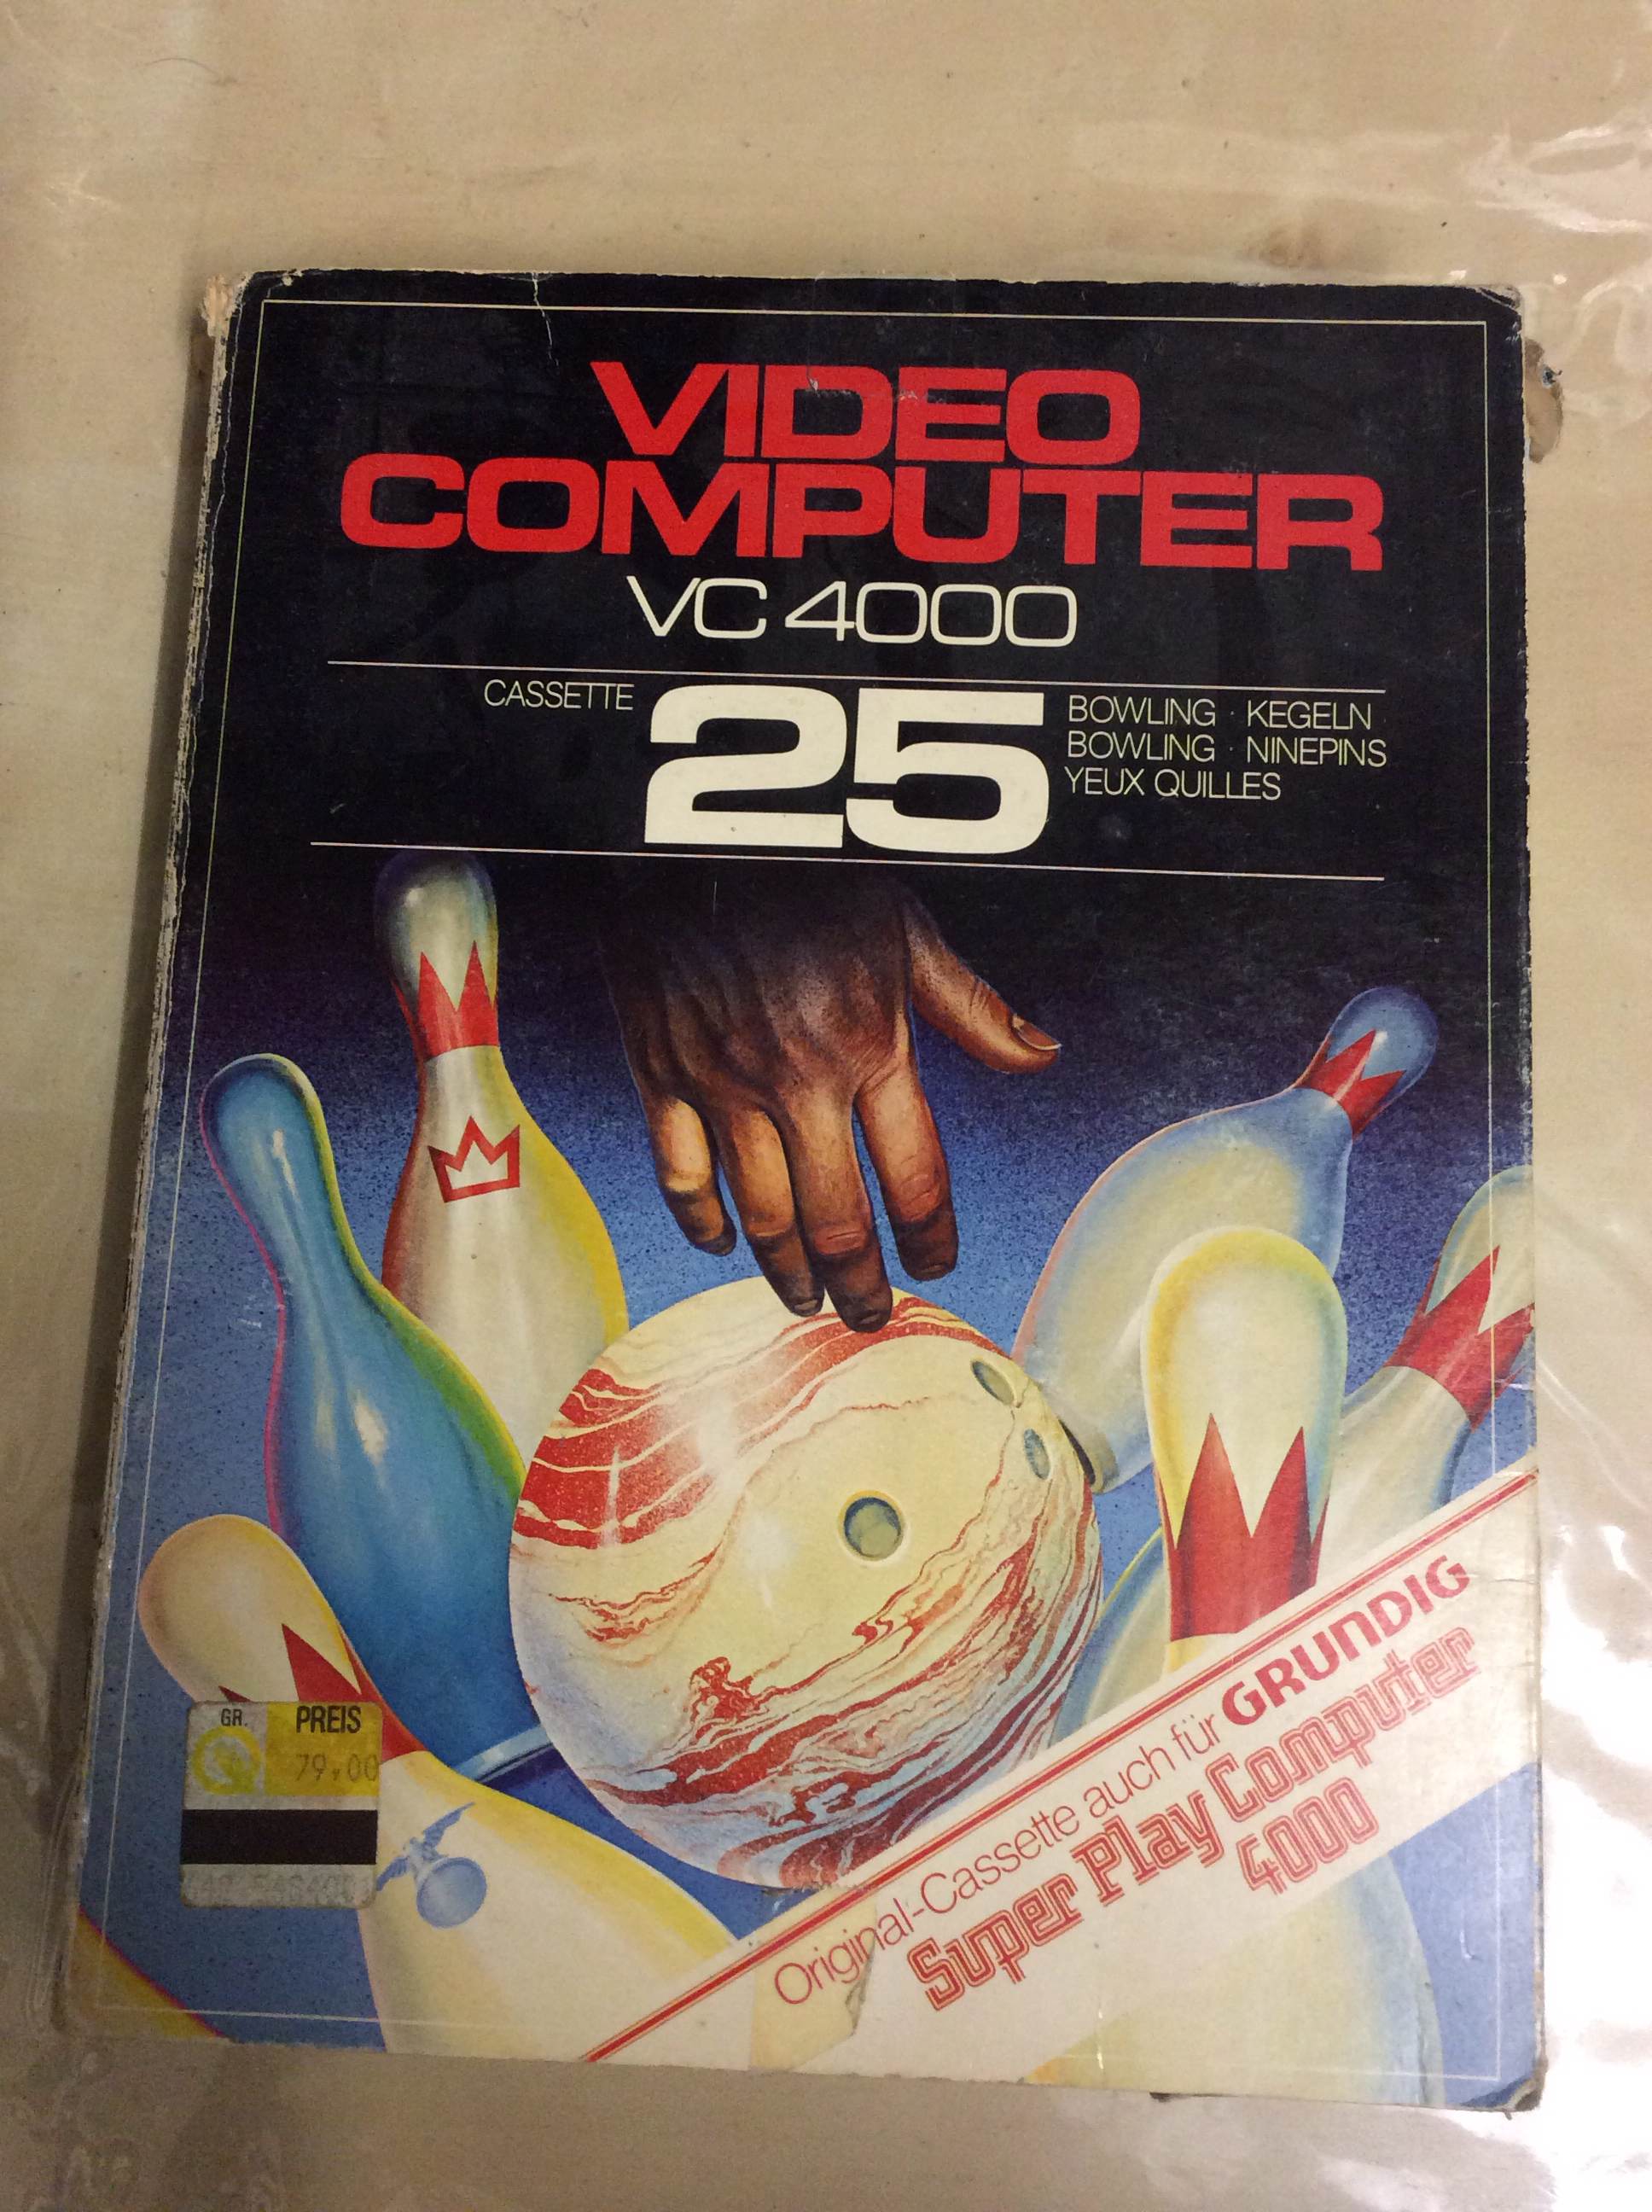 VIDEO
COMPUTER
VC 4000
CASSETTE
25
BOWLING · KEGELN
BOWLING · NINEPINS
YEUX QUILLES
GR. PREIS
79.00
Original-Cassette auch für GRUNDIG
Super Play Computer
4000